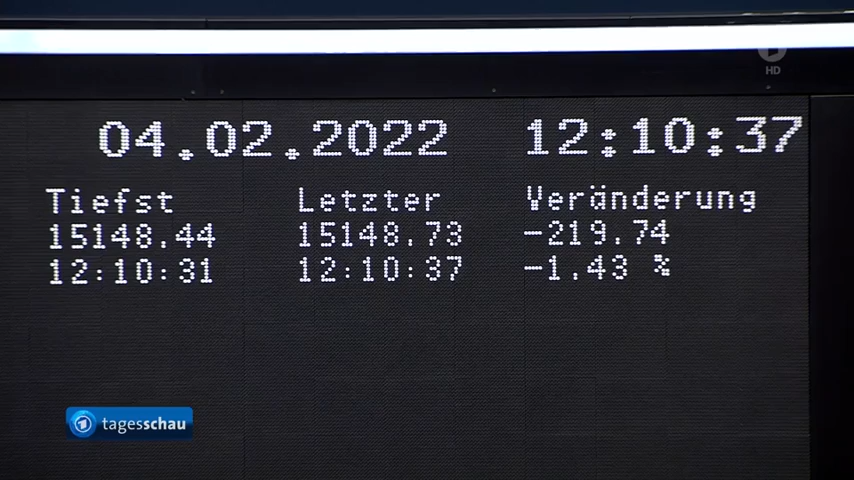 HD
04.02.2022 12:10:37
Tiefst Letzter Veränderung
15148.44 15148.73 -219.74
12:10:31 12:10:37 -1.43 %
tagesschau